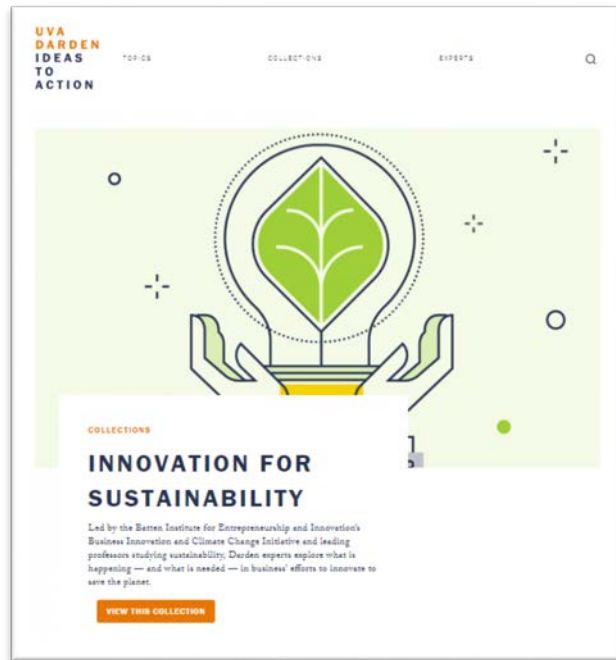 UVA
DARDEN
IDEAS
TO
ACTION
TOPICS
COLLECTIONS
EXPERTS
COLLECTIONS
INNOVATION FOR
SUSTAINABILITY
Led by the Batten Institute for Entrepreneurship and Innovation's
Business Innovation and Climate Change Initiative and leading
professors studying sustainability, Darden experts explore what is
happening — and what is needed — in business' efforts to innovate to
save the planet.
VIEW THIS COLLECTION